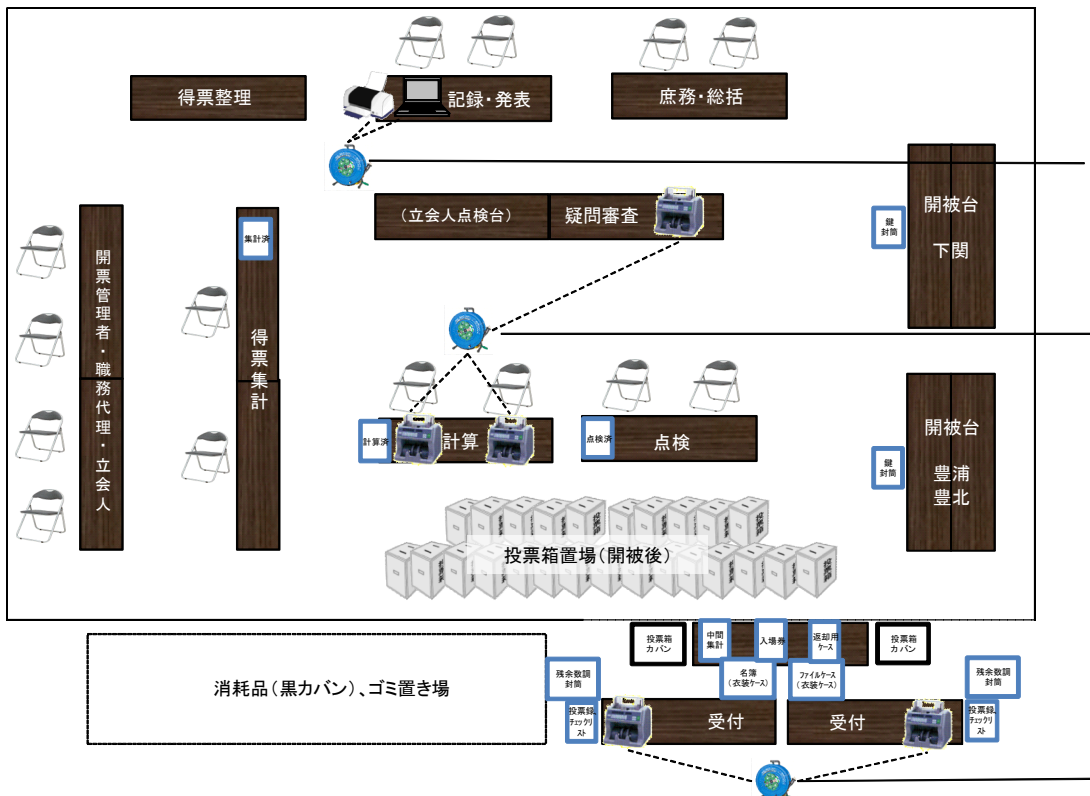 得票整理
記録・発表
庶務・総括
(立会人点検台)
疑問審査
鍵
封筒
開被台
下関
集計済
開票管理者・職務代理・立会人
得票集計
計算済
計算
点検済
点検
鍵
封筒
開被台
豊浦
豊北
投票箱置場(開被後)
投票箱
カバン
中間
集計
入場券
返却用
ケース
投票箱
カバン
消耗品(黒カバン)、ゴミ置き場
残余数調
封筒
名簿
(衣装ケース)
ファイルケース
(衣装ケース)
残余数調
封筒
投票録、
チェックリ
スト
受付
受付
投票録、
チェックリ
スト